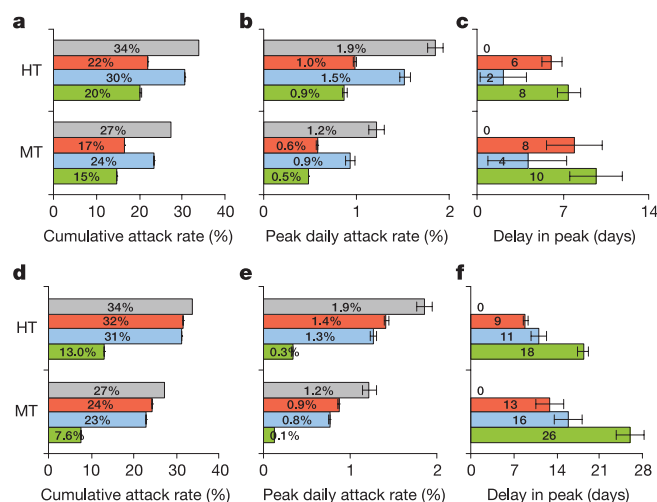 a
b
c
HT
34%
22%
30%
20%
1.9%
1.0%
1.5%
0.9%
0
6
2
8
MT
27%
17%
24%
15%
1.2%
0.6%
0.9%
0.5%
0
8
4
10
0 10 20 30 40
0 1 2
0 7 14
Cumulative attack rate (%)
Peak daily attack rate (%)
Delay in peak (days)
d
e
f
HT
34%
32%
31%
13.0%
1.9%
1.4%
1.3%
0.3%
0
9
11
18
MT
27%
24%
23%
7.6%
1.2%
0.9%
0.8%
0.1%
0
13
16
26
0 10 20 30 40
0 1 2
0 7 14 21 28
Cumulative attack rate (%)
Peak daily attack rate (%)
Delay in peak (days)